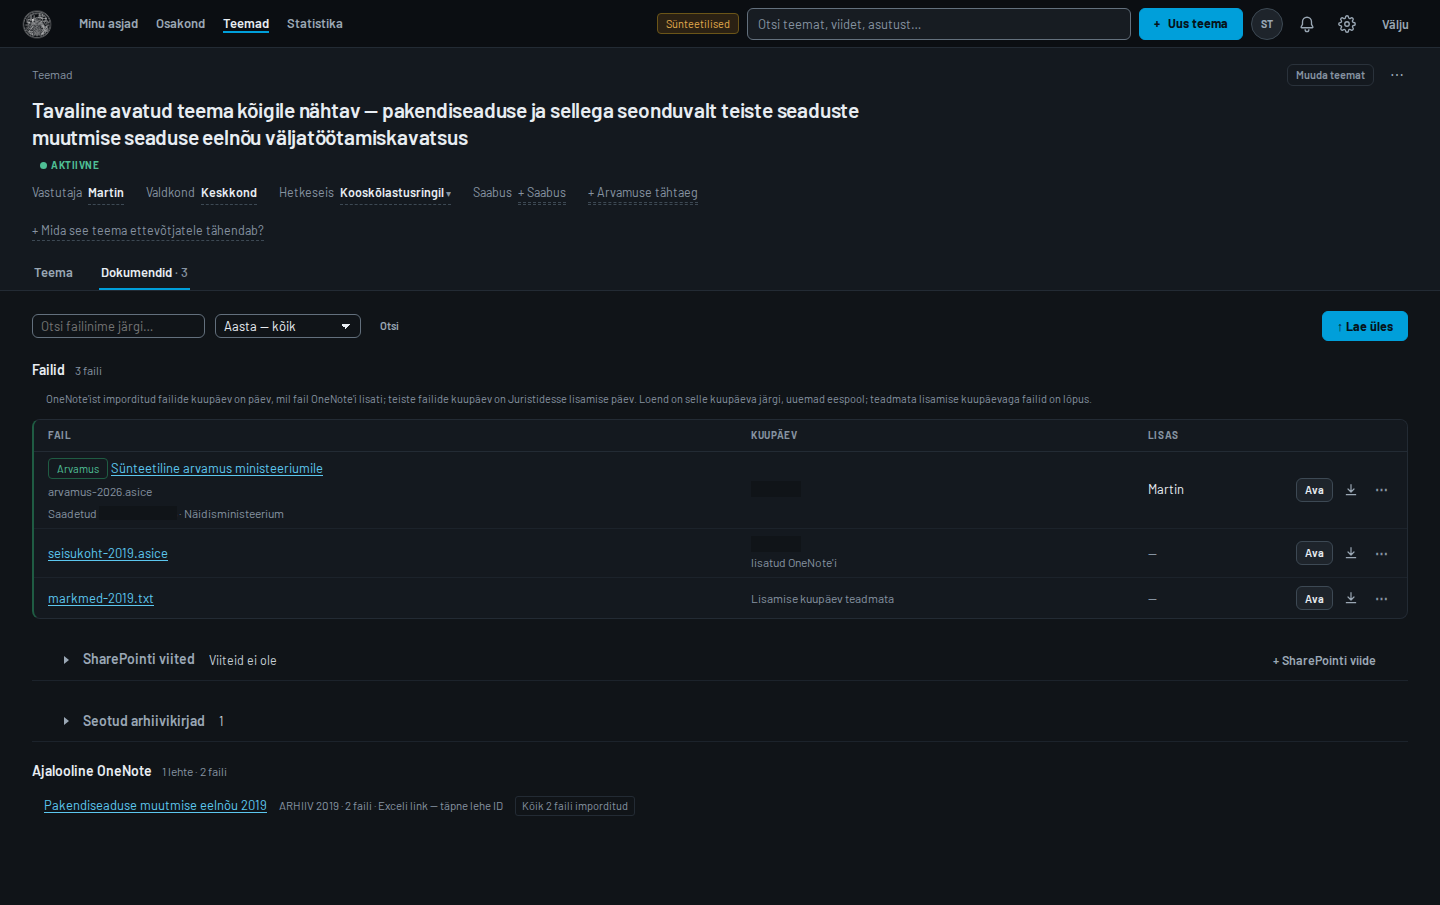 Minu asjad Osakond Teemad Statistika Sünteetilised Otsi teemat, viidet, asutust... + Uus teema ST Välju
Teemad Muuda teemat ...
Tavaline avatud teema kõigile nähtav — pakendiseaduse ja sellega seonduvalt teiste seaduste
muutmise seaduse eelnõu väljatöötamiskavatsus
AKTIIVNE
Vastutaja Martin Valdkond Keskkond Hetkeseis Kooskõlastusringil ▾ Saabus + Saabus + Arvamuse tähtaeg
+ Mida see teema ettevõtjatele tähendab?
Teema Dokumendid · 3
Otsi failinime järgi... Aasta — kõik Otsi ↑ Lae üles
Failid 3 faili
OneNote'ist imporditud failide kuupäev on päev, mil fail OneNote'i lisati; teiste failide kuupäev on Juristidesse lisamise päev. Loend on selle kuupäeva järgi, uuemad eespool; teadmata lisamise kuupäevaga failid on lõpus.
FAIL KUUPÄEV LISAS
Arvamus Sünteetiline arvamus ministeeriumile
arvamus-2026.asice Martin Ava ...
Saadetud · Näidisministeerium
seisukoht-2019.asice — Ava ...
lisatud OneNote'i
markmed-2019.txt Lisamise kuupäev teadmata — Ava ...
SharePointi viited Viiteid ei ole + SharePointi viide
Seotud arhiivikirjad 1
Ajalooline OneNote 1 lehte · 2 faili
Pakendiseaduse muutmise eelnõu 2019 ARHIIV 2019 · 2 faili · Exceli link — täpne lehe ID Kõik 2 faili imporditud